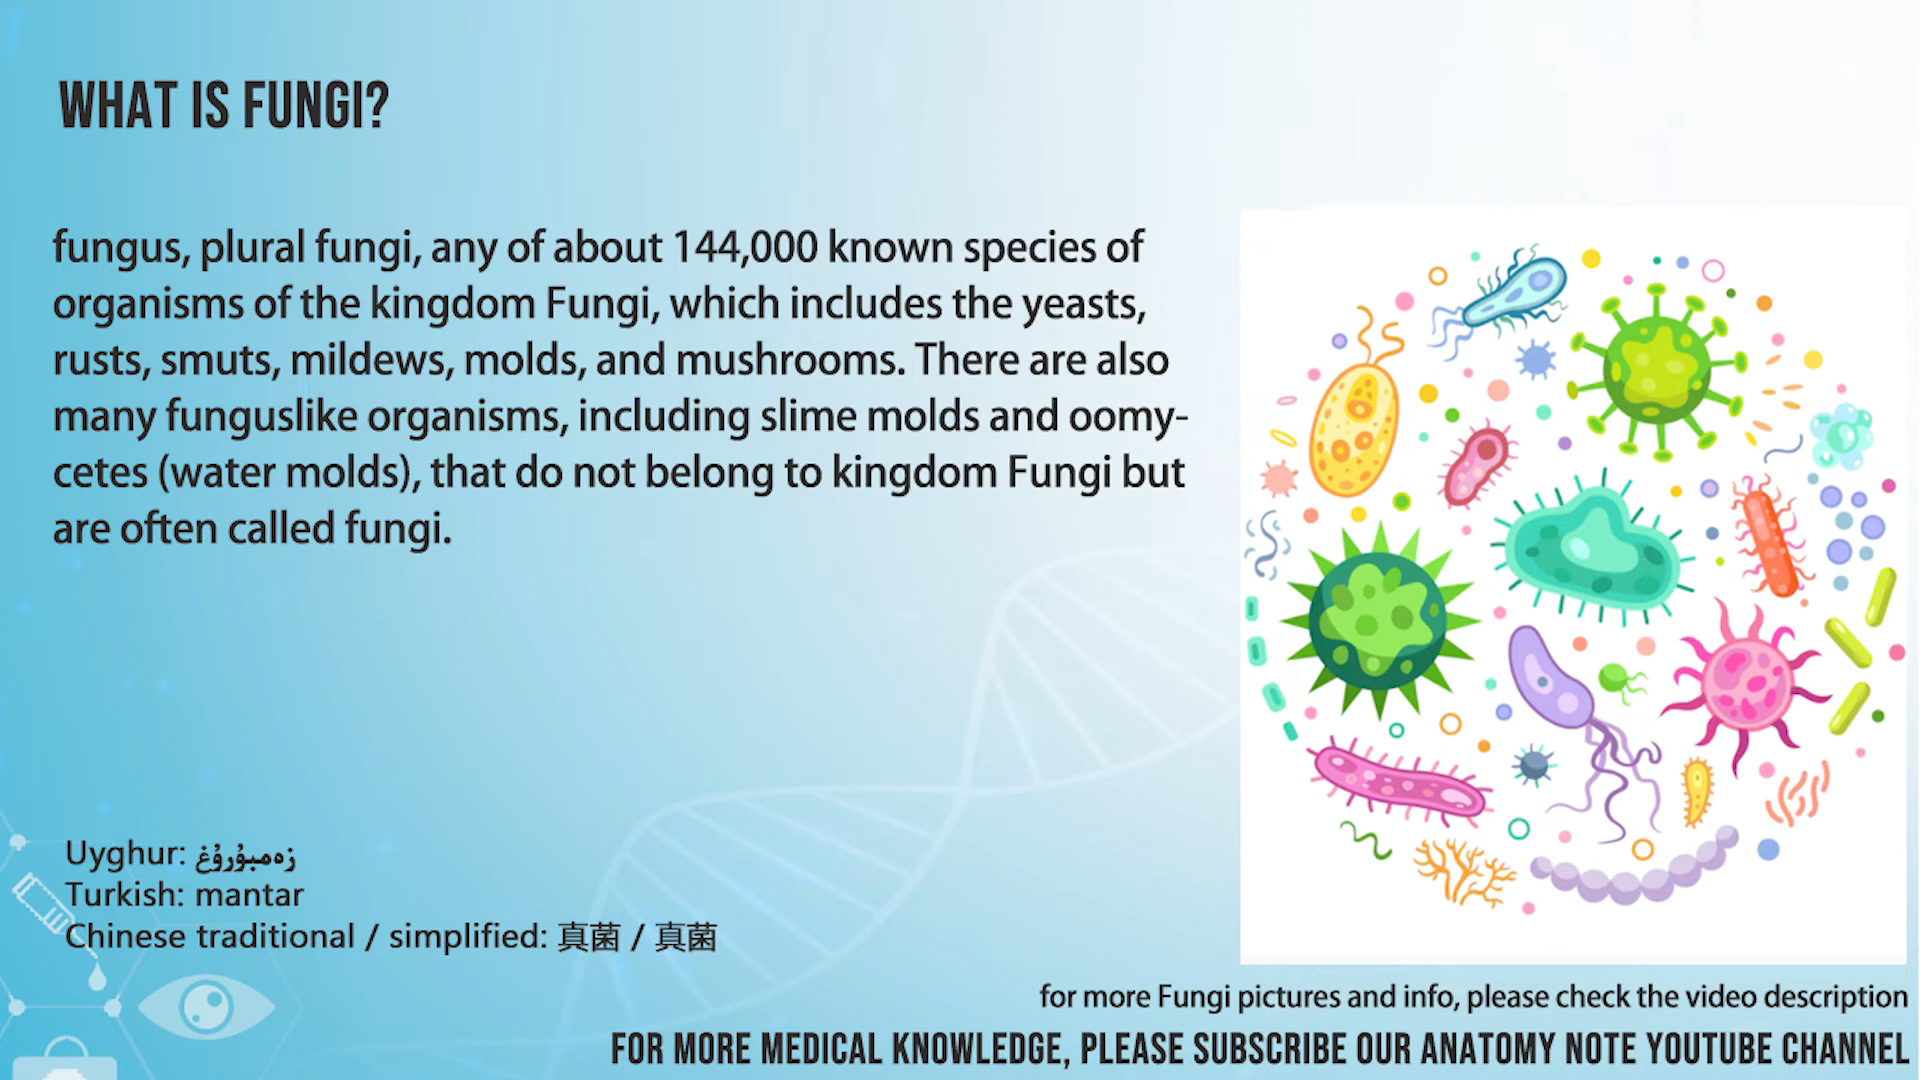 WHAT IS FUNGI?
fungus, plural fungi, any of about 144,000 known species of
organisms of the kingdom Fungi, which includes the yeasts,
rusts, smuts, mildews, molds, and mushrooms. There are also
many funguslike organisms, including slime molds and oomy-
cetes (water molds), that do not belong to kingdom Fungi but
are often called fungi.
Uyghur: زەمبۇرۇغ
Turkish: mantar
Chinese traditional / simplified: 真菌 / 真菌
for more Fungi pictures and info, please check the video description
FOR MORE MEDICAL KNOWLEDGE, PLEASE SUBSCRIBE OUR ANATOMY NOTE YOUTUBE CHANNEL